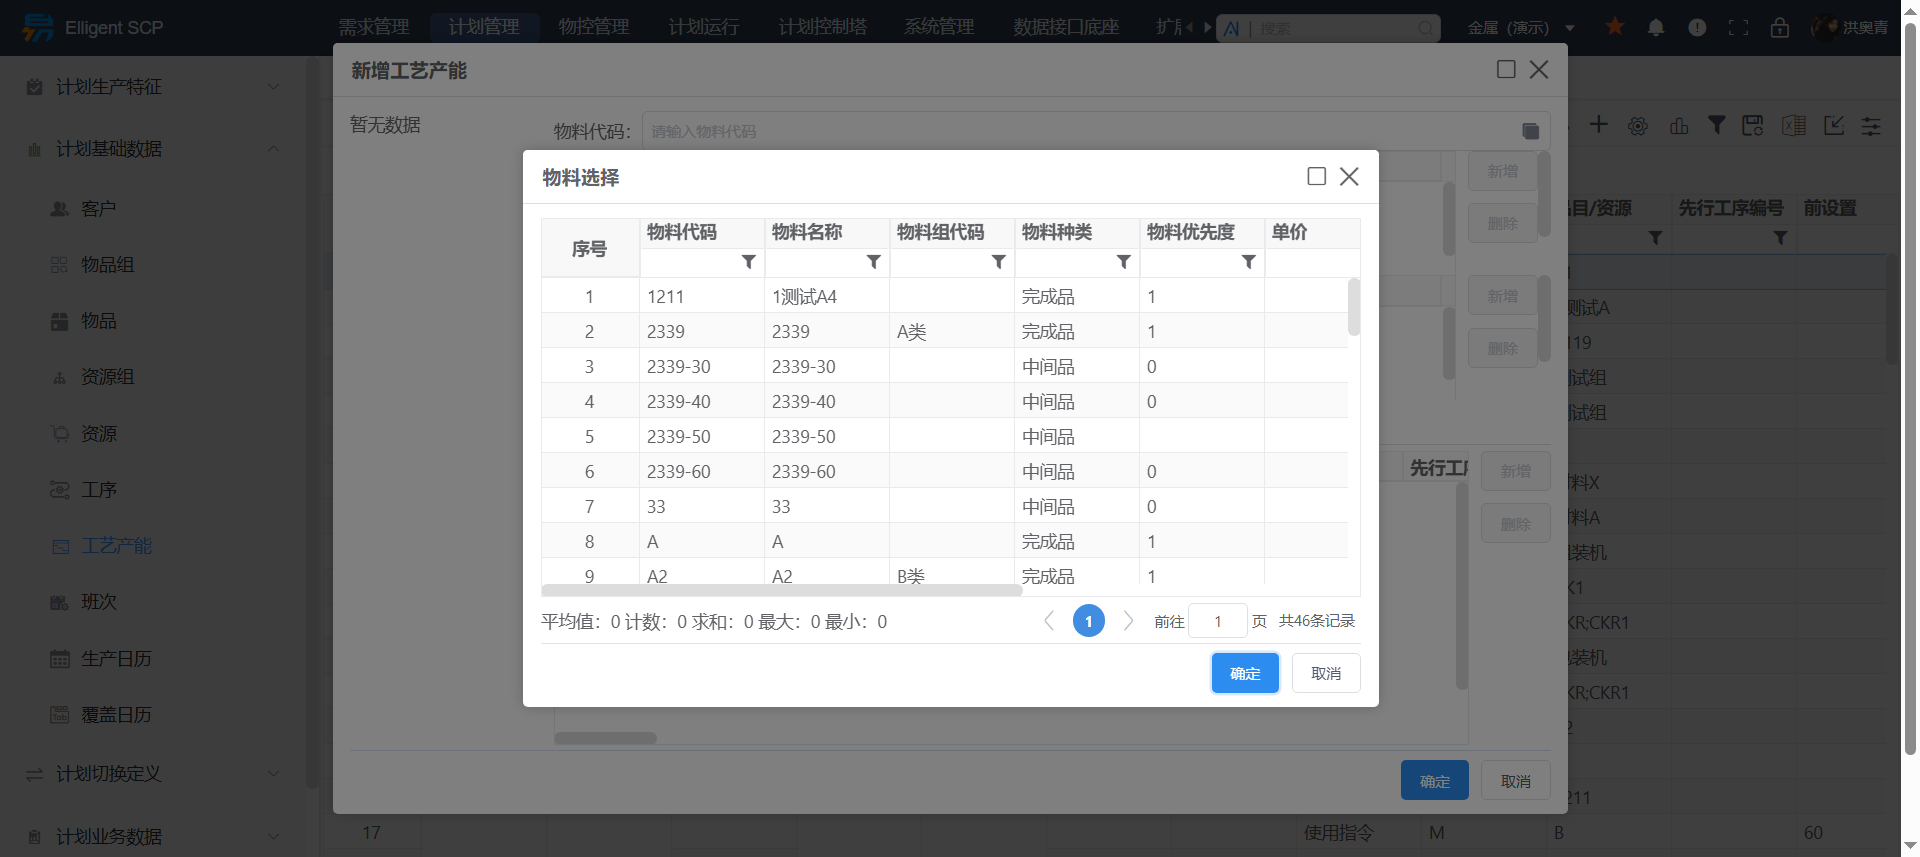 Elligent SCP
需求管理 计划管理 物控管理 计划运行 计划控制塔 系统管理 数据接口底座
搜索
金属（演示）
洪奥青
计划生产特征
计划基础数据
客户
物品组
物品
资源组
资源
工序
工艺产能
班次
生产日历
覆盖日历
计划切换定义
计划业务数据
新增工艺产能
暂无数据
物料代码：
请输入物料代码
新增
删除
新增
删除
先行工序
新增
删除
确定 取消
物料选择
序号 物料代码 物料名称 物料组代码 物料种类 物料优先度 单价
1 1211 1测试A4 完成品 1
2 2339 2339 A类 完成品 1
3 2339-30 2339-30 中间品 0
4 2339-40 2339-40 中间品 0
5 2339-50 2339-50 中间品
6 2339-60 2339-60 中间品 0
7 33 33 中间品 0
8 A A 完成品 1
9 A2 A2 B类 完成品 1
平均值：0 计数：0 求和：0 最大：0 最小：0
1
前往 1 页 共46条记录
确定 取消
目/资源 先行工序编号 前设置
测试A
119
试组
试组
料X
料A
装机
K1
KR;CKR1
装机
KR;CKR1
2
211
17 使用指令 M B 60